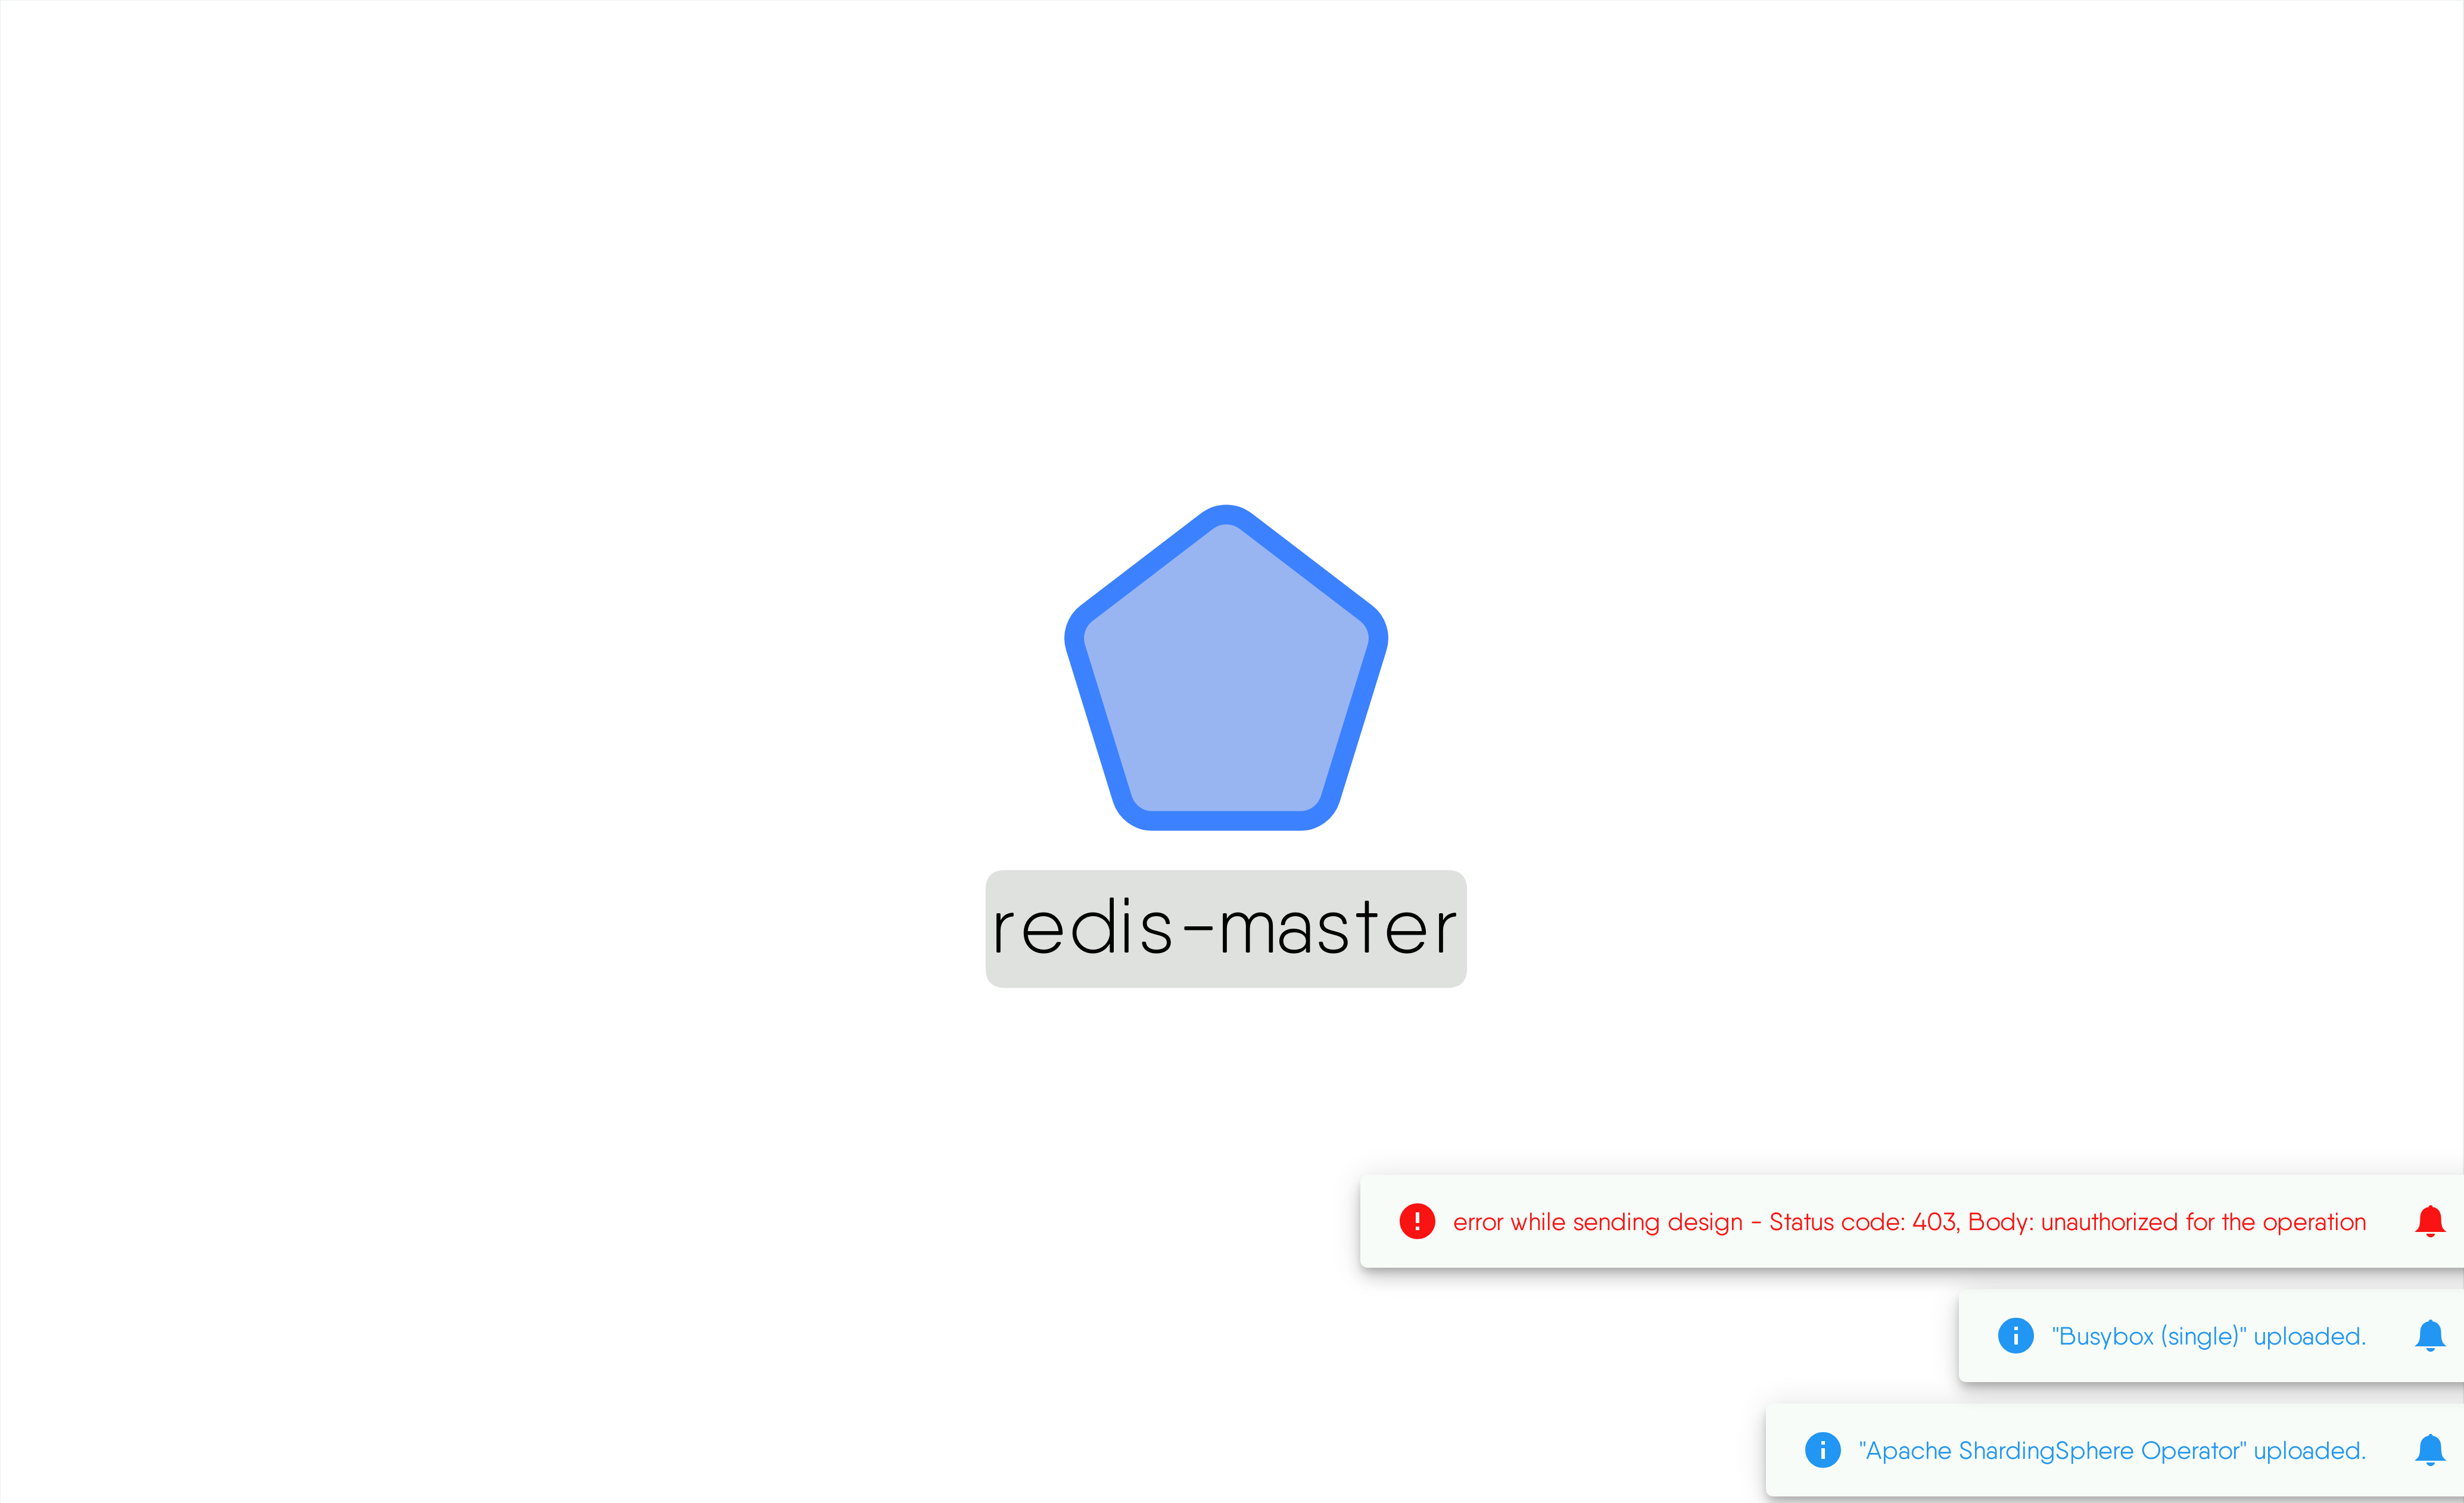 redis-master
error while sending design - Status code: 403, Body: unauthorized for the operation
"Busybox (single)" uploaded.
"Apache ShardingSphere Operator" uploaded.